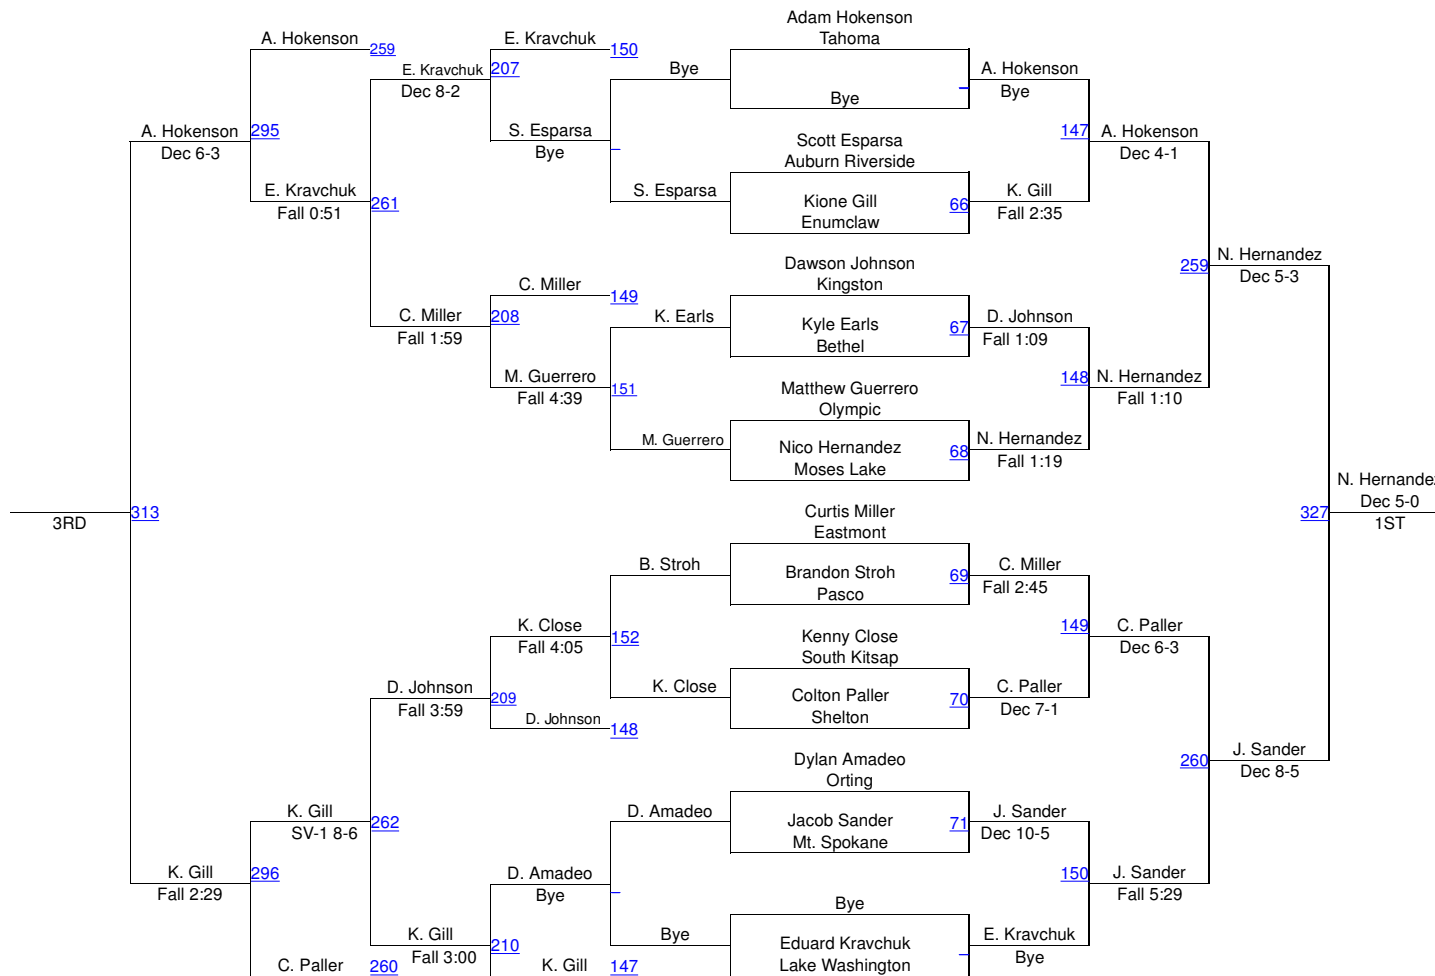 Adam Hokenson
A. Hokenson
E. Kravchuk
Tahoma
259
150
E. Kravchuk
207
Bye
A. Hokenson
Dec 8-2
Bye
_
Bye
A. Hokenson
295
S. Esparsa
Scott Esparsa
147
A. Hokenson
Dec 6-3
Bye
_
Auburn Riverside
Dec 4-1
E. Kravchuk
S. Esparsa
Kione Gill
66
K. Gill
Fall 0:51
261
Enumclaw
Fall 2:35
Dawson Johnson
N. Hernandez
259
C. Miller
Kingston
Dec 5-3
149
C. Miller
208
K. Earls
Kyle Earls
67
D. Johnson
Fall 1:59
Bethel
Fall 1:09
M. Guerrero
151
Matthew Guerrero
148
N. Hernandez
Fall 4:39
Olympic
Fall 1:10
M. Guerrero
Nico Hernandez
68
N. Hernandez
Moses Lake
Fall 1:19
N. Hernande
313
Curtis Miller
327
Dec 5-0
3RD
Eastmont
1ST
B. Stroh
Brandon Stroh
69
C. Miller
Pasco
Fall 2:45
K. Close
152
Kenny Close
149
C. Paller
Fall 4:05
South Kitsap
Dec 6-3
D. Johnson
209
K. Close
Colton Paller
70
C. Paller
Fall 3:59
D. Johnson
148
Shelton
Dec 7-1
Dylan Amadeo
260
J. Sander
Orting
Dec 8-5
K. Gill
262
D. Amadeo
Jacob Sander
71
J. Sander
SV-1 8-6
Mt. Spokane
Dec 10-5
K. Gill
296
D. Amadeo
150
J. Sander
Fall 2:29
Bye
_
Bye
Fall 5:29
K. Gill
210
Bye
Eduard Kravchuk
_
E. Kravchuk
C. Paller
260
Fall 3:00
K. Gill
147
Lake Washington
Bye